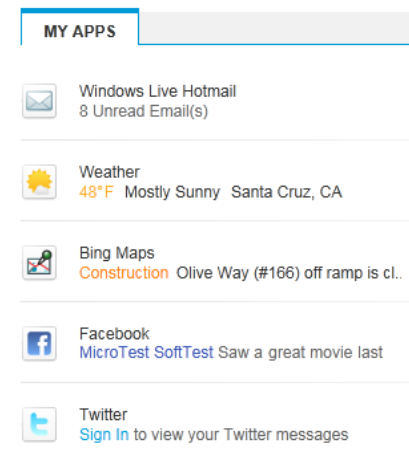 MY APPS
Windows Live Hotmail
8 Unread Email(s)
Weather
48°F Mostly Sunny Santa Cruz, CA
Bing Maps
Construction Olive Way (#166) off ramp is cl..
Facebook
MicroTest SoftTest Saw a great movie last
Twitter
Sign In to view your Twitter messages